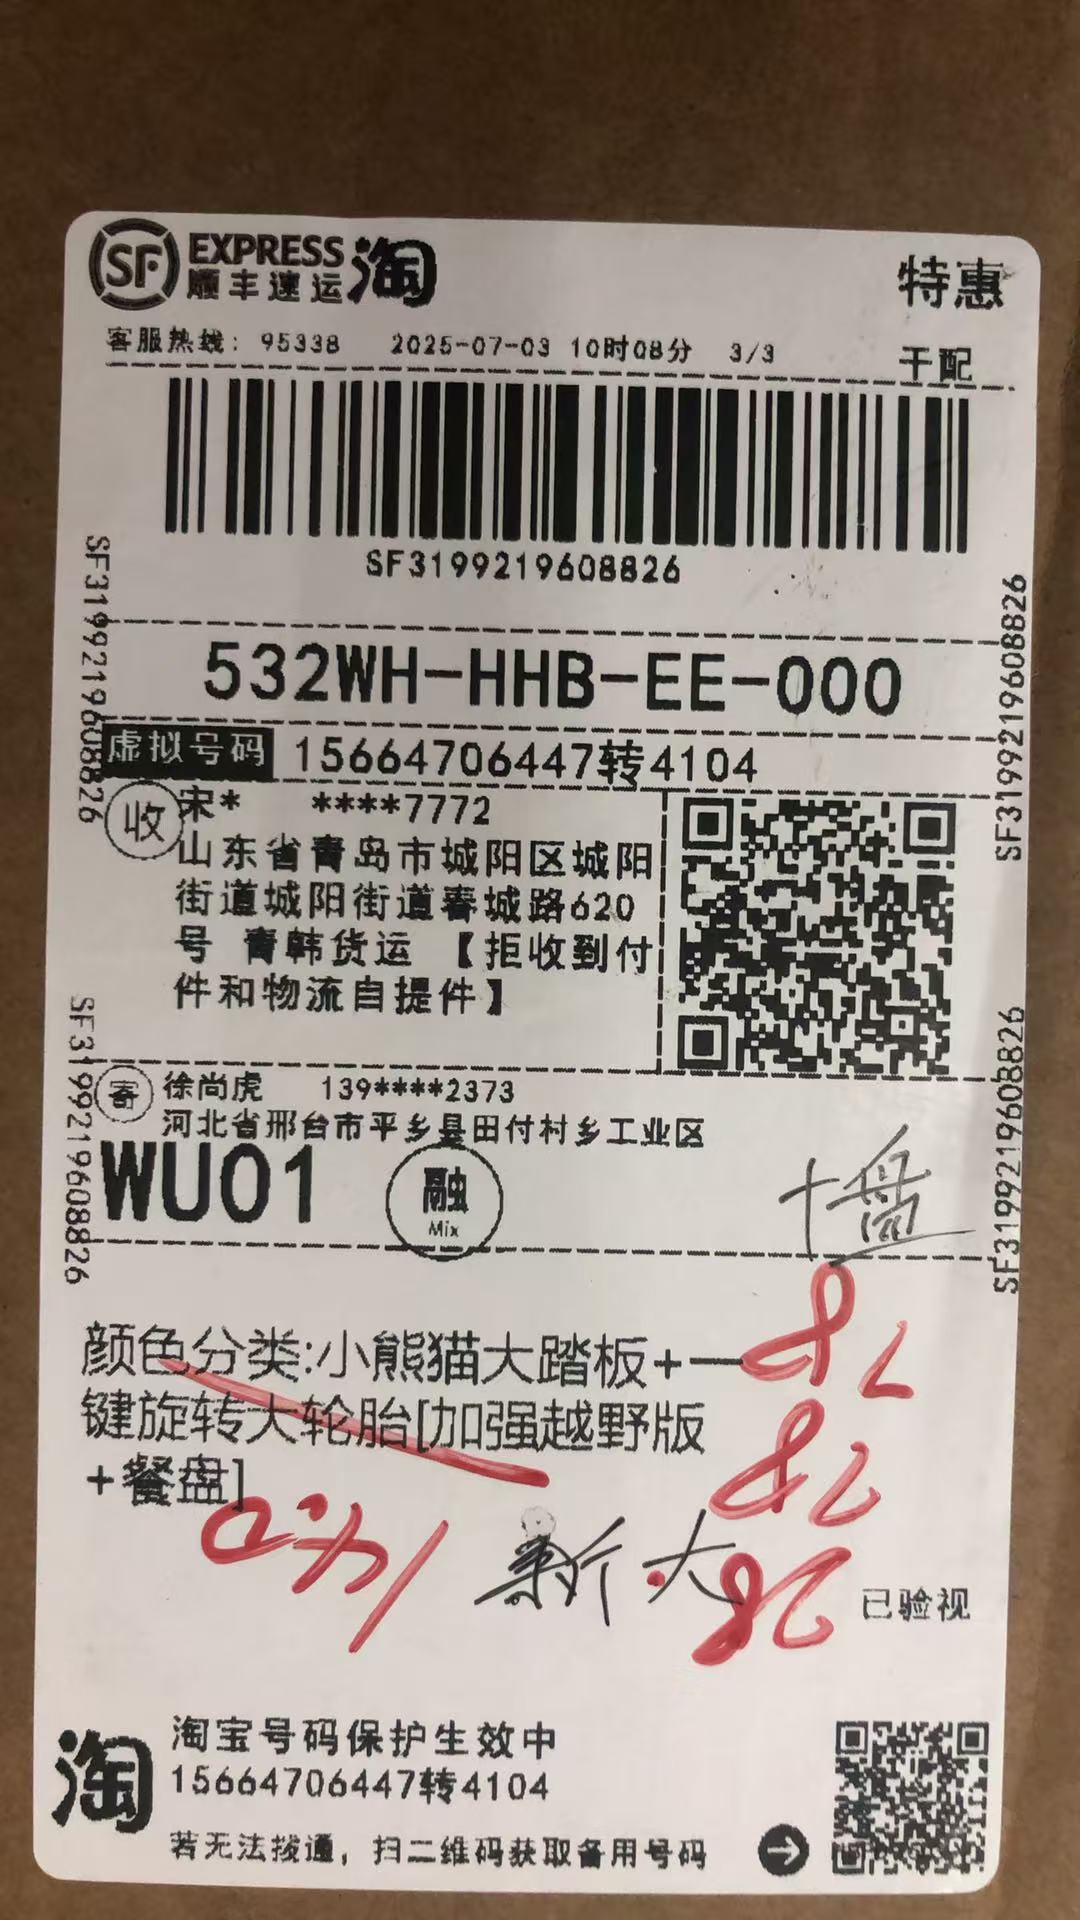 SF EXPRESS 顺丰速运 淘
特惠
客服热线：95338 2025-07-03 10时08分 3/3
干配
SF3199219608826
SF3199219608826
SF3199219608826
532WH-HHB-EE-000
虚拟号码 15664706447转4104
收 宋* ****7772
山东省青岛市城阳区城阳
街道城阳街道春城路620
号 青韩货运 【拒收到付
件和物流自提件】
SF3199219608826
SF3199219608826
寄 徐尚虎 139****2373
河北省邢台市平乡县田付村乡工业区
WU01
融
Mix
+盘
颜色分类:小熊猫大踏板+一
键旋转大轮胎[加强越野版
+餐盘]
新大
已验视
淘
淘宝号码保护生效中
15664706447转4104
若无法拨通，扫二维码获取备用号码